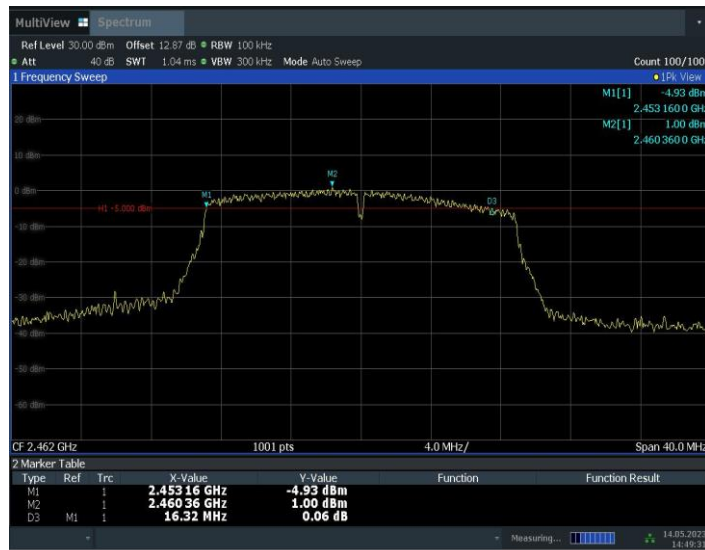 MultiView Spectrum
Ref Level 30.00 dBm Offset 12.87 dB RBW 100 kHz
Att 40 dB SWT 1.04 ms VBW 300 kHz Mode Auto Sweep Count 100/100
1 Frequency Sweep 1Pk View
M1[1] -4.93 dBm
2.453 160 0 GHz
M2[1] 1.00 dBm
2.460 360 0 GHz
20 dBm
10 dBm
M2
0 dBm
M1
D3
H1 -5.000 dBm
-10 dBm
-20 dBm
-30 dBm
-40 dBm
-50 dBm
-60 dBm
CF 2.462 GHz 1001 pts 4.0 MHz/ Span 40.0 MHz
2 Marker Table
Type Ref Trc X-Value Y-Value Function Function Result
M1 1 2.45316 GHz -4.93 dBm
M2 1 2.46036 GHz 1.00 dBm
D3 M1 1 16.32 MHz 0.06 dB
Measuring... 14.05.2023
14:49:31